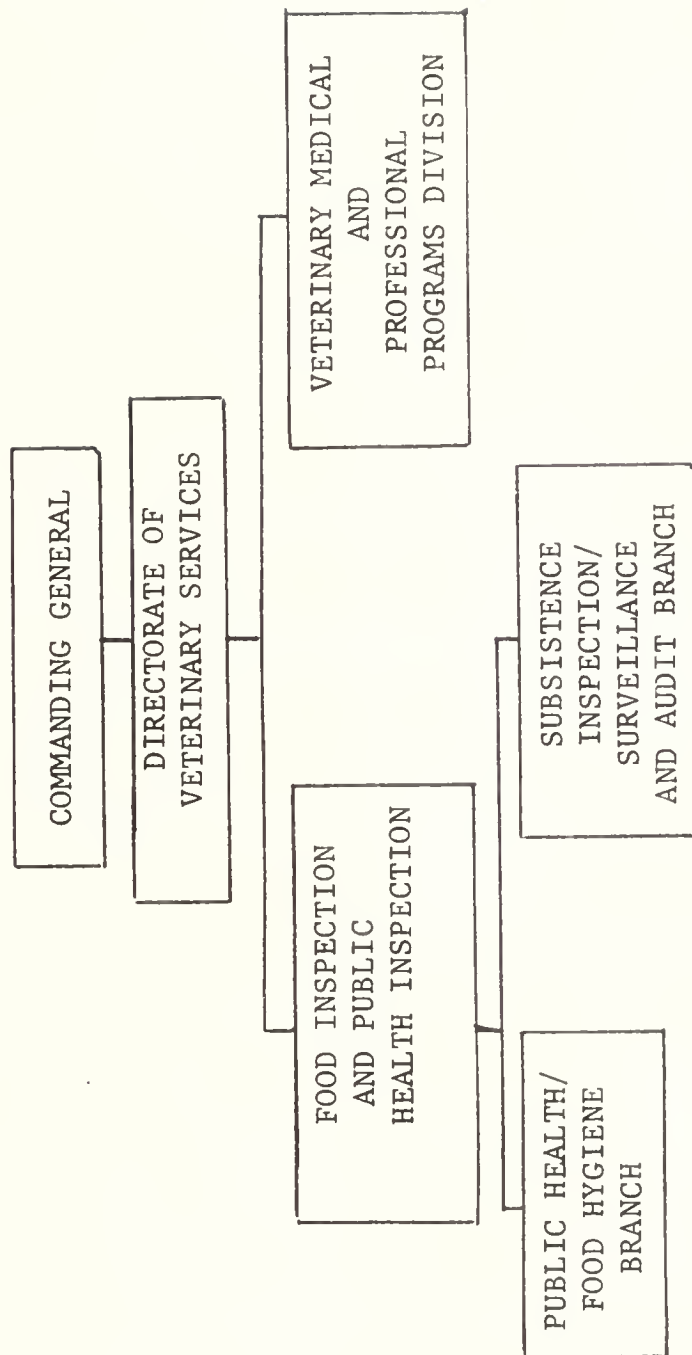 COMMANDING GENERAL
DIRECTORATE OF
VETERINARY SERVICES
FOOD INSPECTION
AND PUBLIC
HEALTH INSPECTION
VETERINARY MEDICAL
AND
PROFESSIONAL
PROGRAMS DIVISION
PUBLIC HEALTH/
FOOD HYGIENE
BRANCH
SUBSISTENCE
INSPECTION/
SURVEILLANCE
AND AUDIT BRANCH